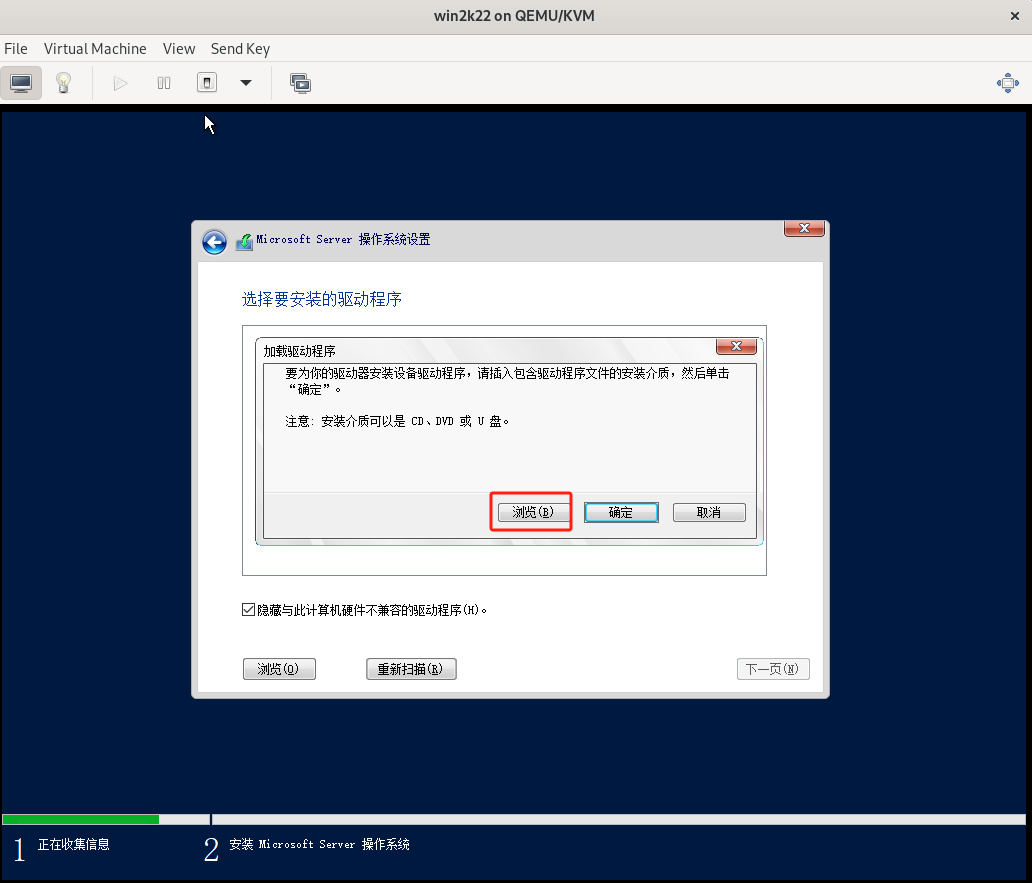 win2k22 on QEMU/KVM
File Virtual Machine View Send Key
Microsoft Server 操作系统设置
选择要安装的驱动程序
加载驱动程序
要为你的驱动器安装设备驱动程序，请插入包含驱动程序文件的安装介质，然后单击
“确定”。
注意: 安装介质可以是 CD、DVD 或 U 盘。
浏览(B) 确定 取消
隐藏与此计算机硬件不兼容的驱动程序(H)。
浏览(O) 重新扫描(R) 下一页(N)
1 正在收集信息 2 安装 Microsoft Server 操作系统